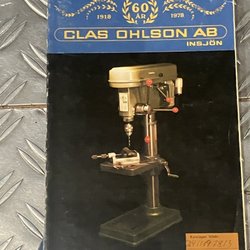 60
ÅR
1918 1978
CLAS OHLSON AB
INSJÖN